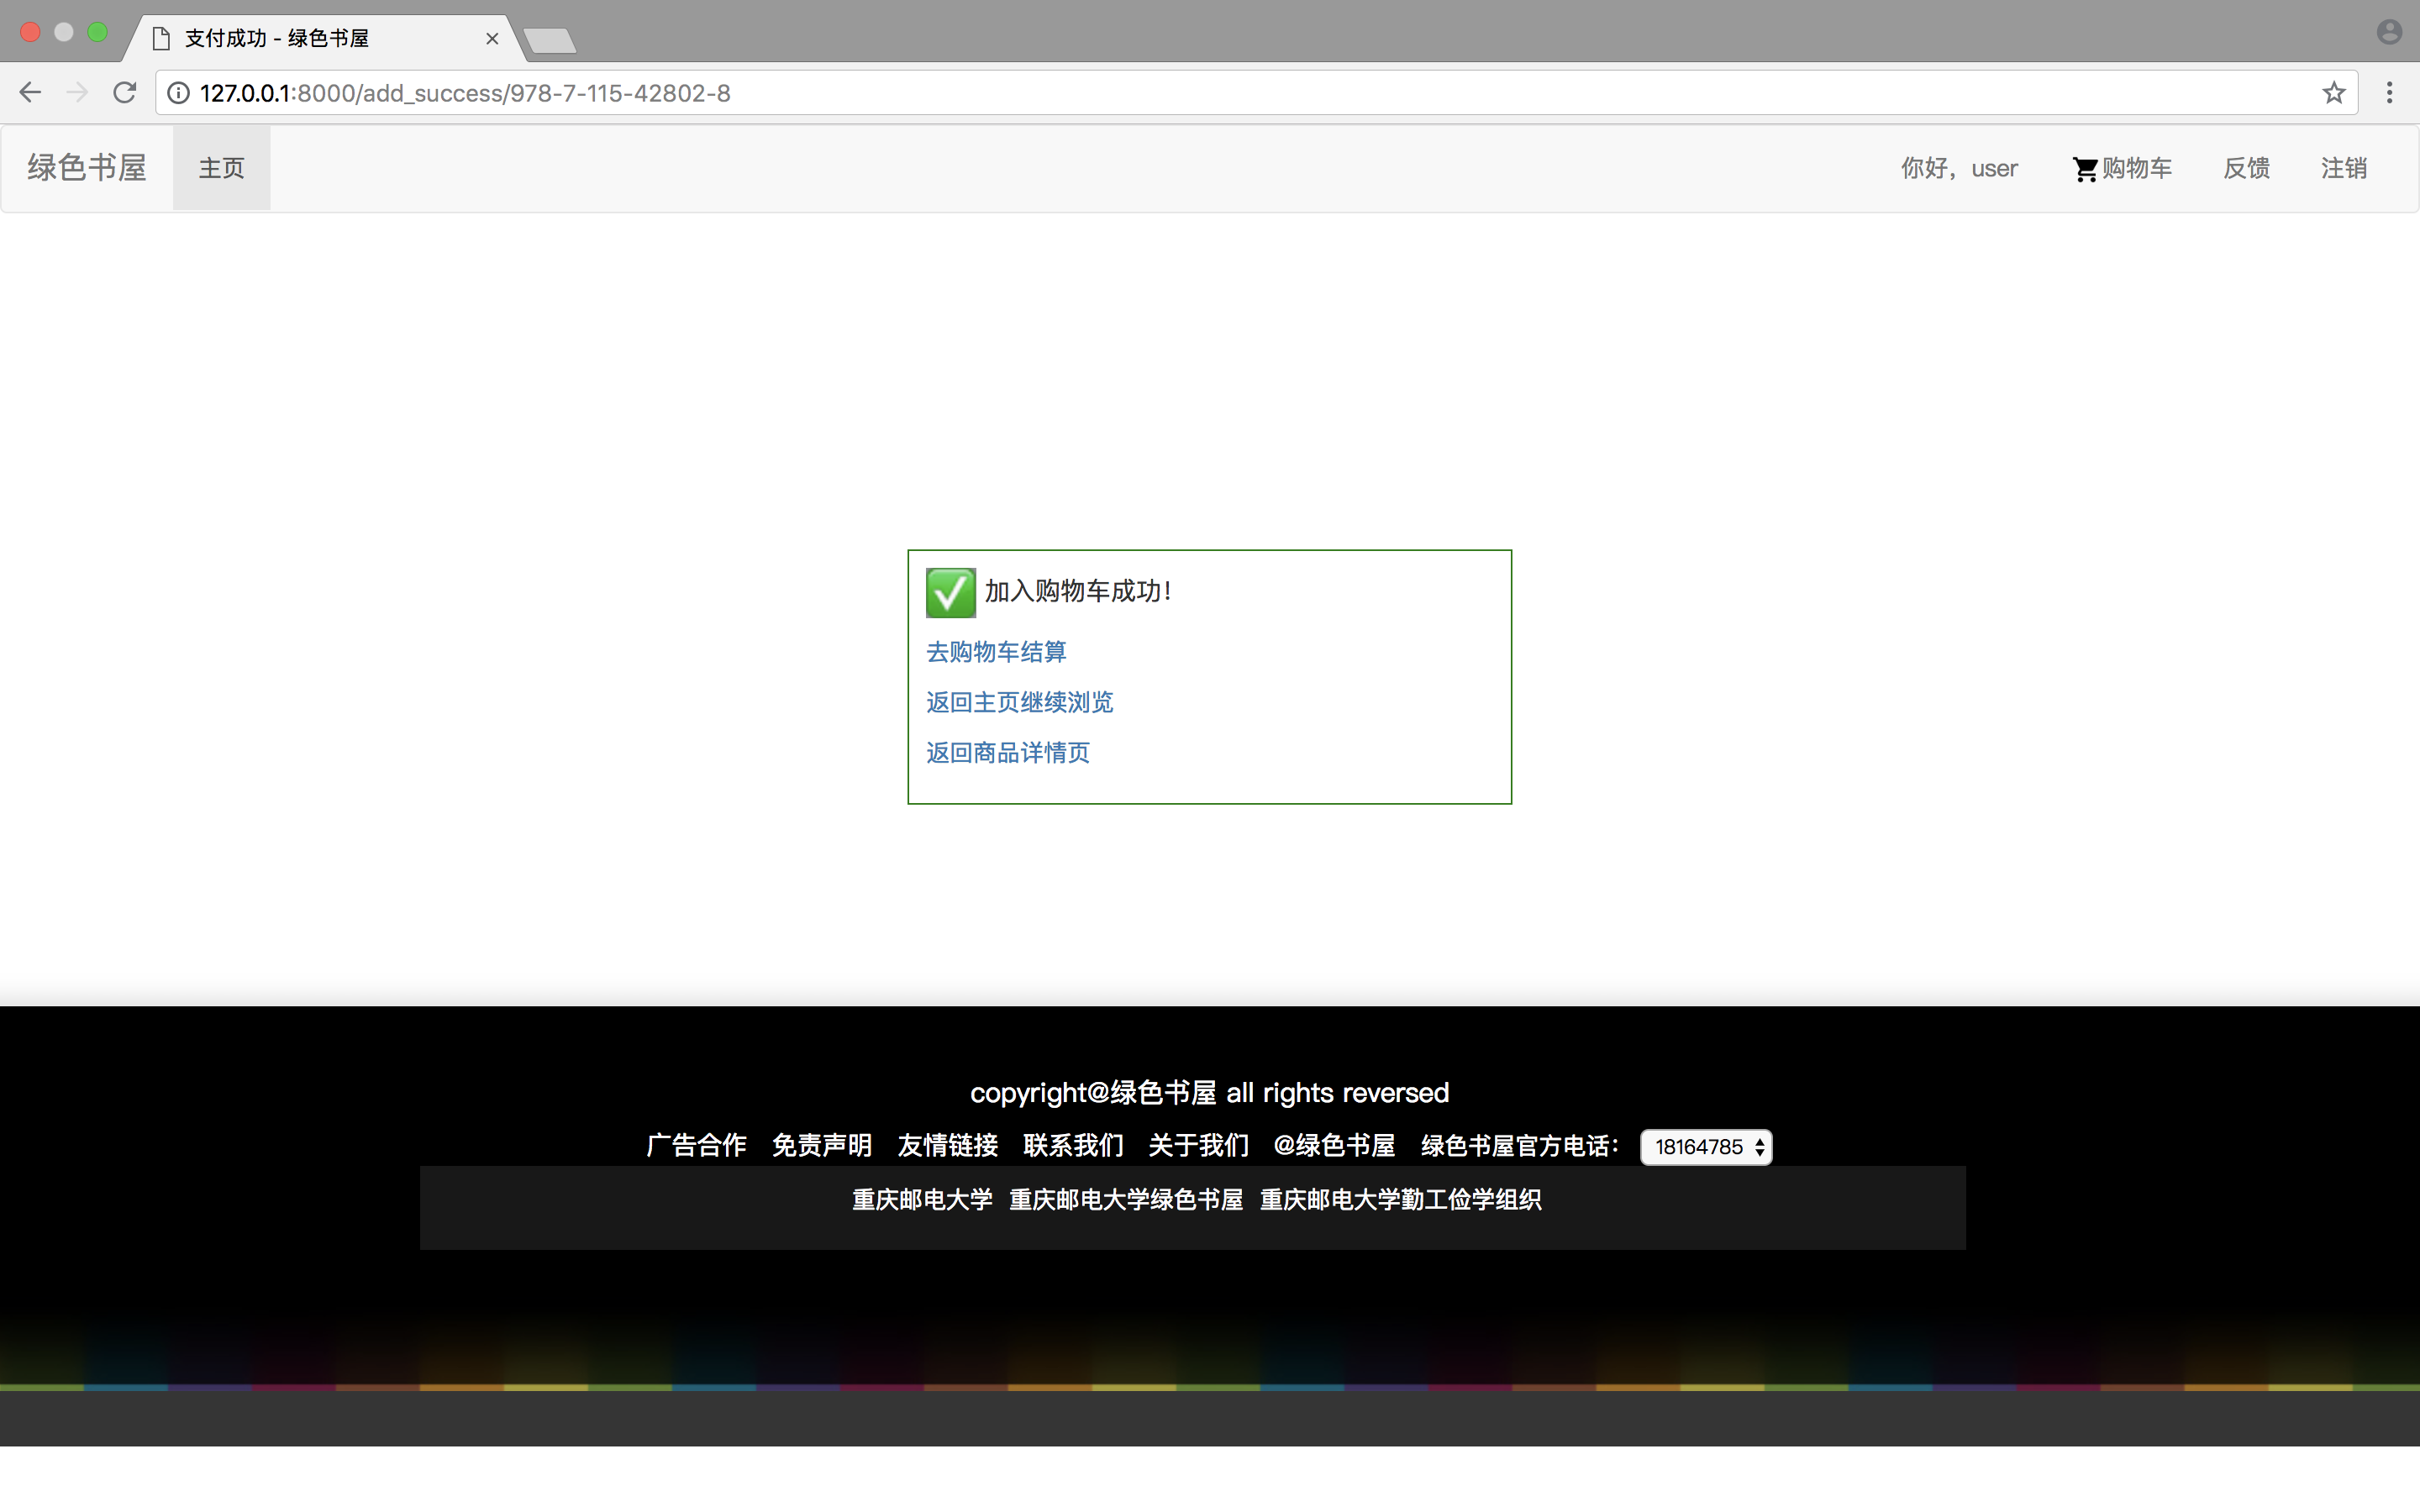 支付成功 - 绿色书屋
127.0.0.1:8000/add_success/978-7-115-42802-8
绿色书屋 主页 你好，user 购物车 反馈 注销
加入购物车成功！
去购物车结算
返回主页继续浏览
返回商品详情页
copyright@绿色书屋 all rights reversed
广告合作 免责声明 友情链接 联系我们 关于我们 @绿色书屋 绿色书屋官方电话： 18164785
重庆邮电大学 重庆邮电大学绿色书屋 重庆邮电大学勤工俭学组织